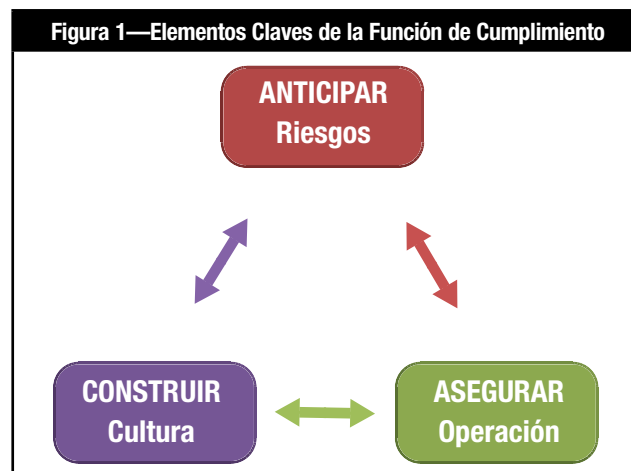 Figura 1—Elementos Claves de la Función de Cumplimiento
ANTICIPAR
Riesgos
CONSTRUIR
Cultura
ASEGURAR
Operación